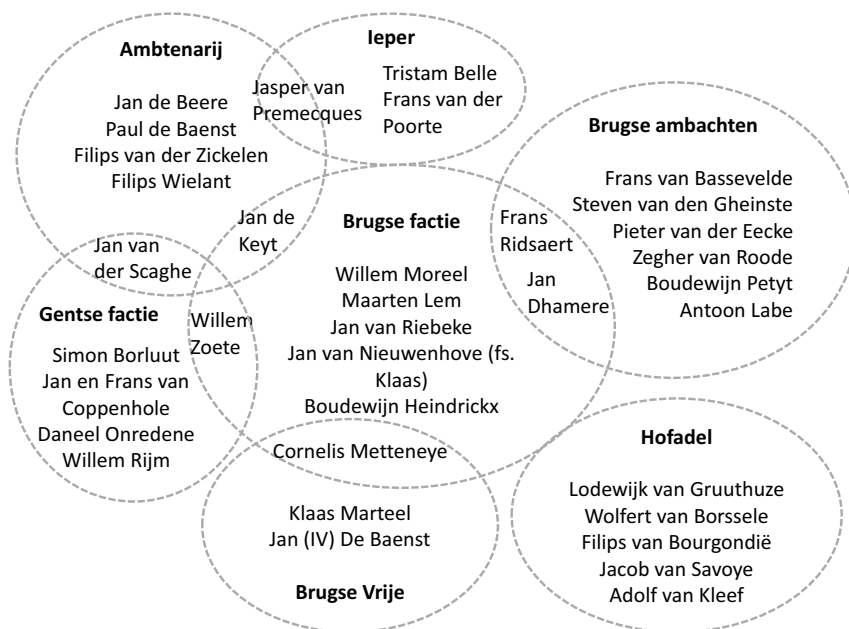 Ambtenarij
Jan de Beere
Paul de Baenst
Filips van der Zickelen
Filips Wielant
Jasper van
Premecques
Ieper
Tristam Belle
Frans van der
Poorte
Brugse ambachten
Frans van Bassevelde
Steven van den Gheinste
Pieter van der Eecke
Zegher van Roode
Boudewijn Petyt
Antoon Labe
Jan van
der Scaghe
Jan de
Keyt
Brugse factie
Willem Moreel
Maarten Lem
Jan van Riebeke
Jan van Nieuwenhove (fs.
Klaas)
Boudewijn Heindrickx
Frans
Ridsaert
Jan
Dhamere
Gentse factie
Simon Borluut
Jan en Frans van
Coppenhole
Daneel Onredene
Willem Rijm
Willem
Zoete
Cornelis Metteneye
Klaas Marteel
Jan (IV) De Baenst
Brugse Vrije
Hofadel
Lodewijk van Gruuthuze
Wolfert van Borssele
Filips van Bourgondië
Jacob van Savoye
Adolf van Kleef